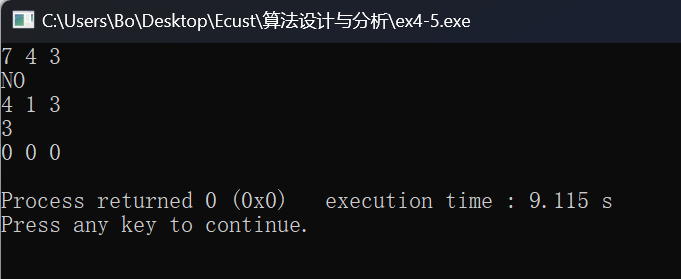 C:\Users\Bo\Desktop\Ecust\算法设计与分析\ex4-5.exe
7 4 3
NO
4 1 3
3
0 0 0
Process returned 0 (0x0)   execution time : 9.115 s
Press any key to continue.